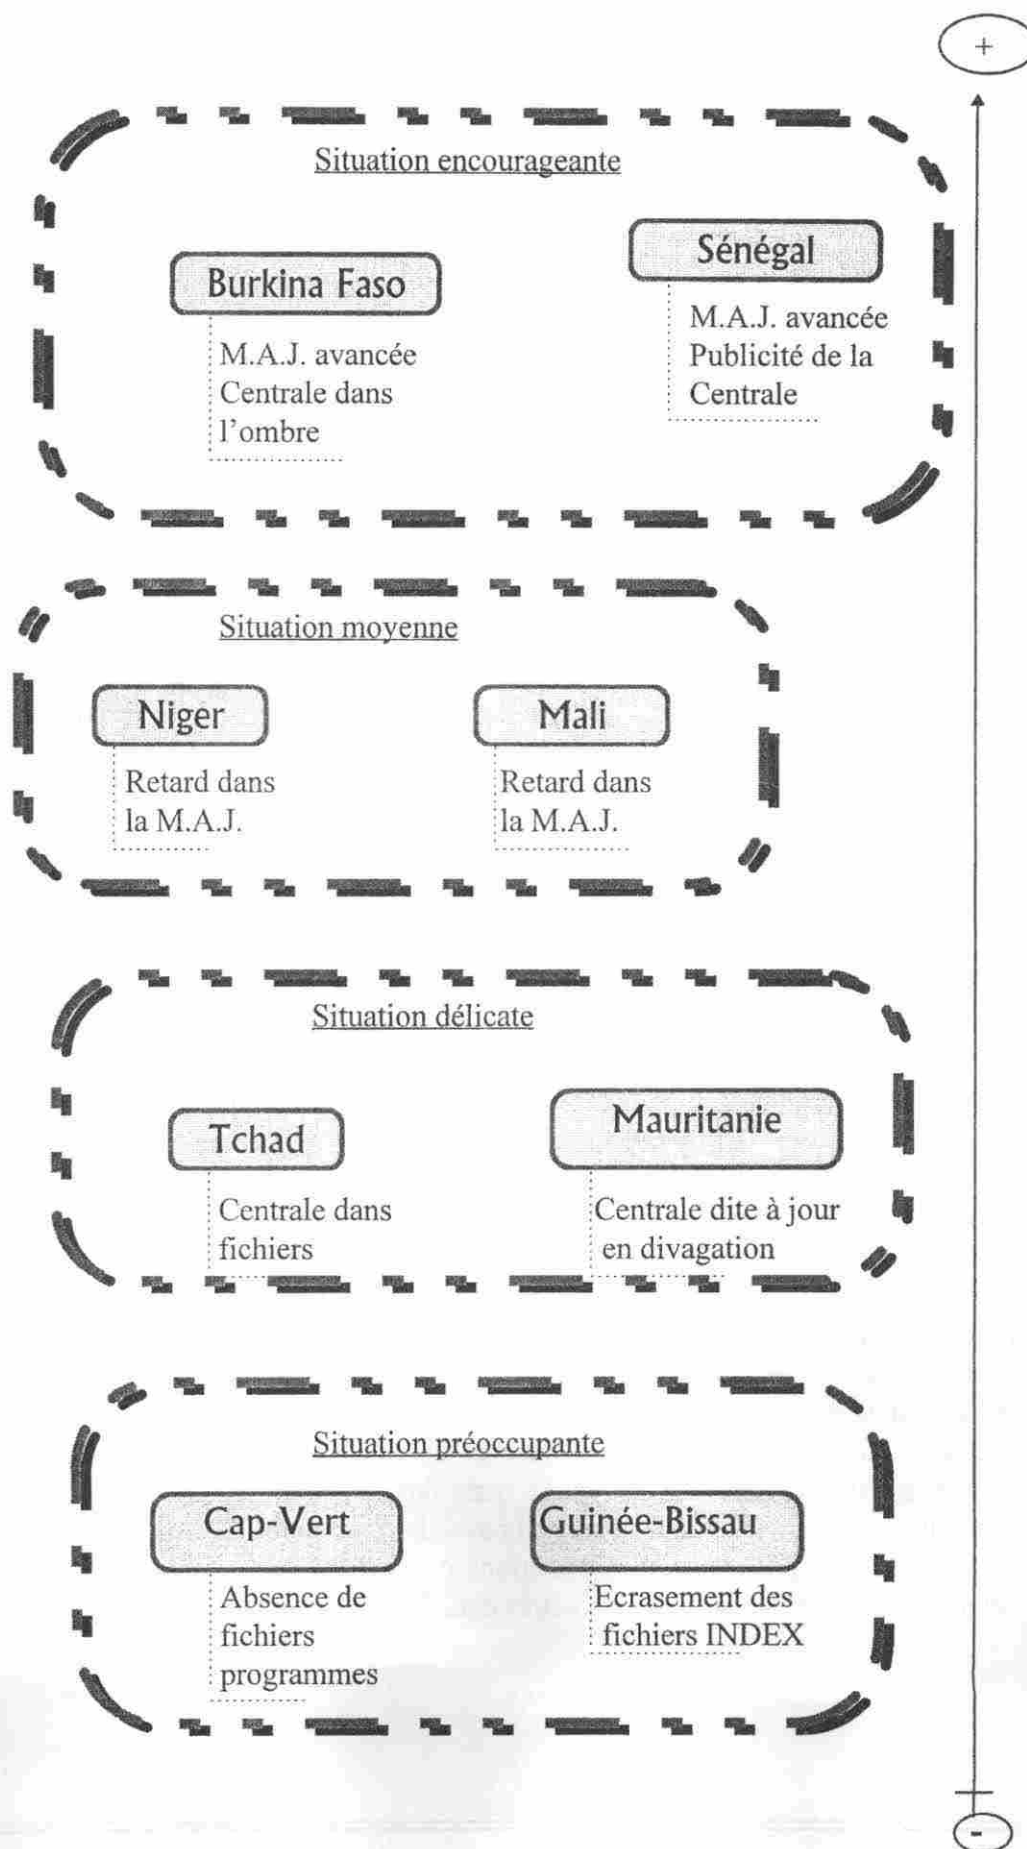 +
Situation encourageante
Burkina Faso
M.A.J. avancée
Centrale dans
l'ombre
Sénégal
M.A.J. avancée
Publicité de la
Centrale
Situation moyenne
Niger
Retard dans
la M.A.J.
Mali
Retard dans
la M.A.J.
Situation délicate
Tchad
Centrale dans
fichiers
Mauritanie
Centrale dite à jour
en divagation
Situation préoccupante
Cap-Vert
Absence de
fichiers
programmes
Guinée-Bissau
Ecrasement des
fichiers INDEX
-